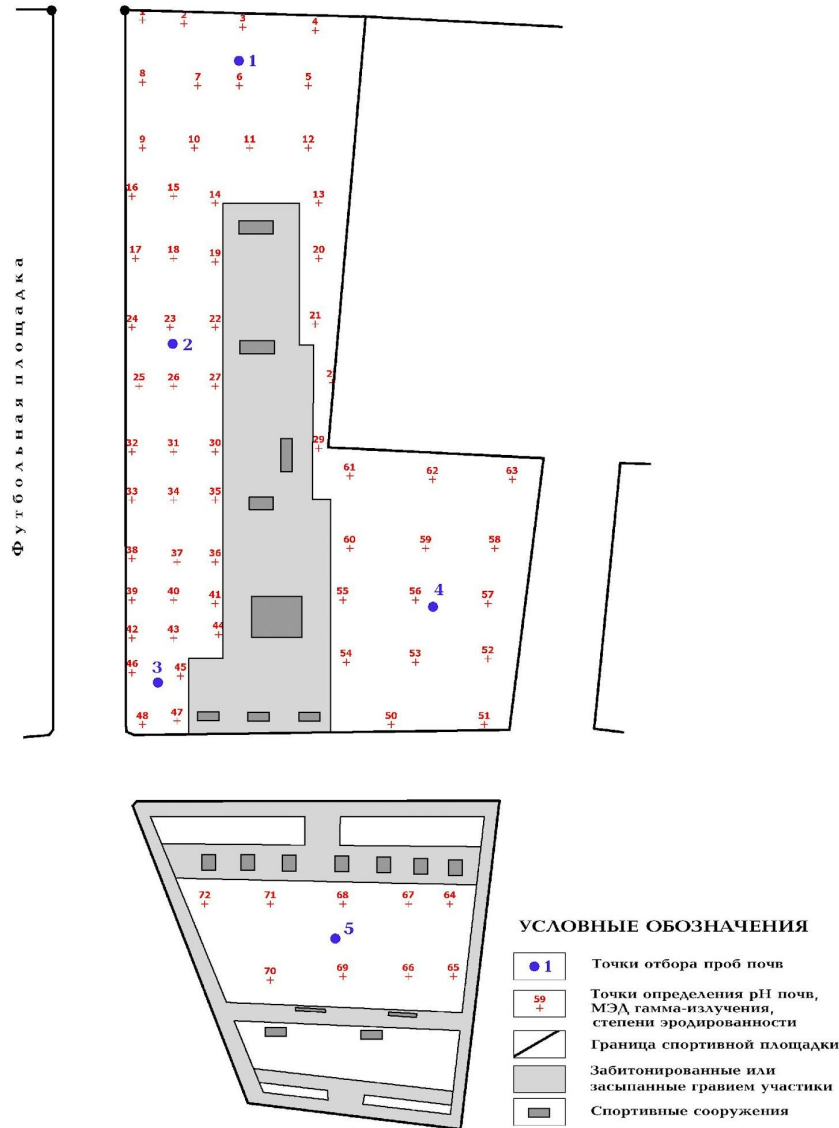 1 2 3 4
1
8 7 6 5
9 10 11 12
16 15 14 13
17 18 19 20
Футбольная площадка
24 23 22 21
2
25 26 27
32 31 30 29
61 62 63
33 34 35
38 37 36 60 59 58
39 40 41 55 56 57
4
42 43 44
46 45 54 53 52
3
48 47 50 51
72 71 68 67 64
5
70 69 66 65
УСЛОВНЫЕ ОБОЗНАЧЕНИЯ
1 Точки отбора проб почв
59 Точки определения pH почв,
МЭД гамма-излучения,
степени эродированности
Граница спортивной площадки
Забитонированные или
засыпанные гравием участики
Спортивные сооружения